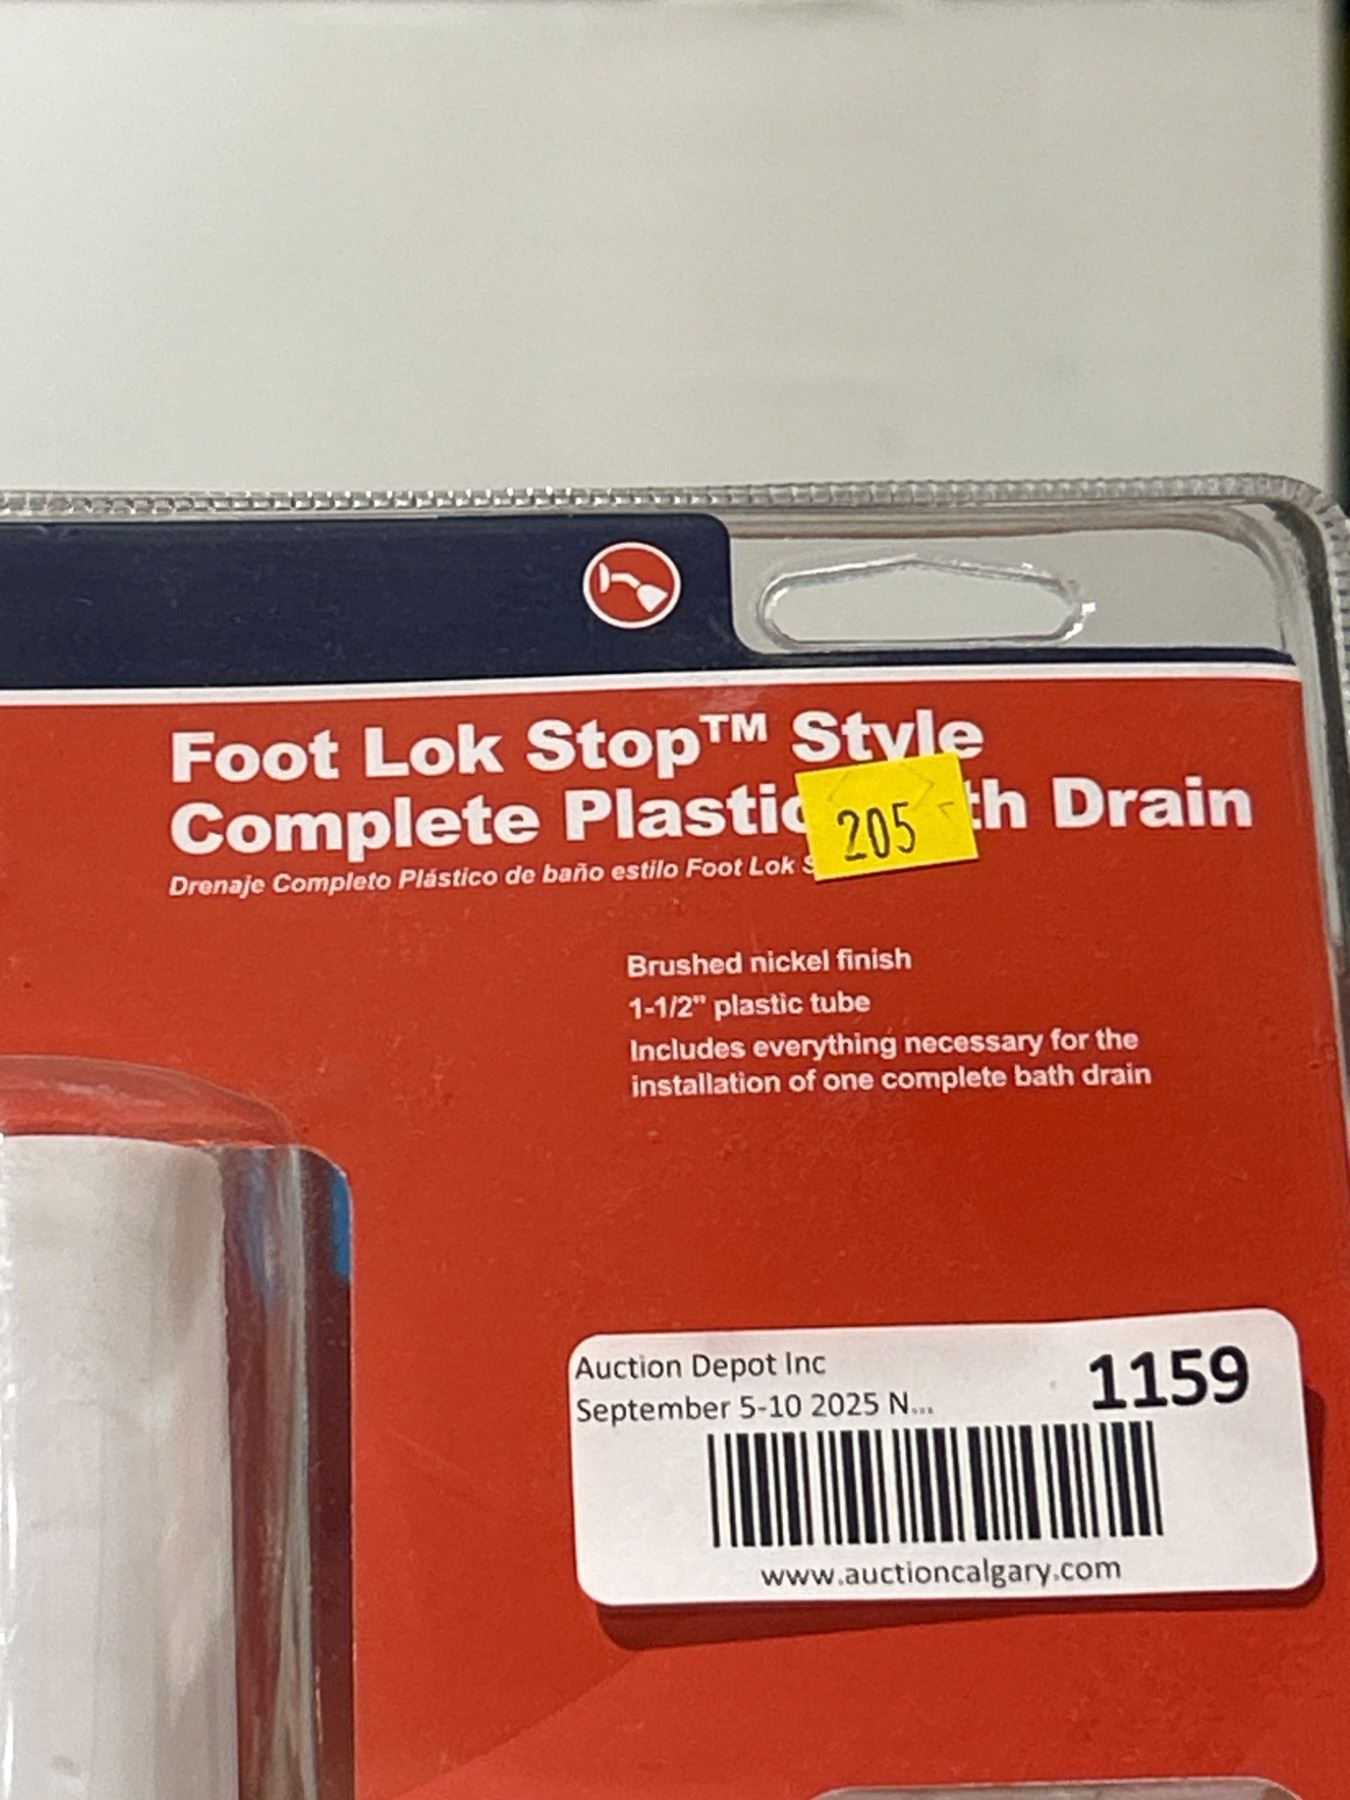 Foot Lok Stop™ Style
Complete Plastic th Drain
205
Drenaje Completo Plástico de baño estilo Foot Lok
Brushed nickel finish
1-1/2" plastic tube
Includes everything necessary for the
installation of one complete bath drain
Auction Depot Inc
1159
September 5-10 2025 N...
www.auctioncalgary.com